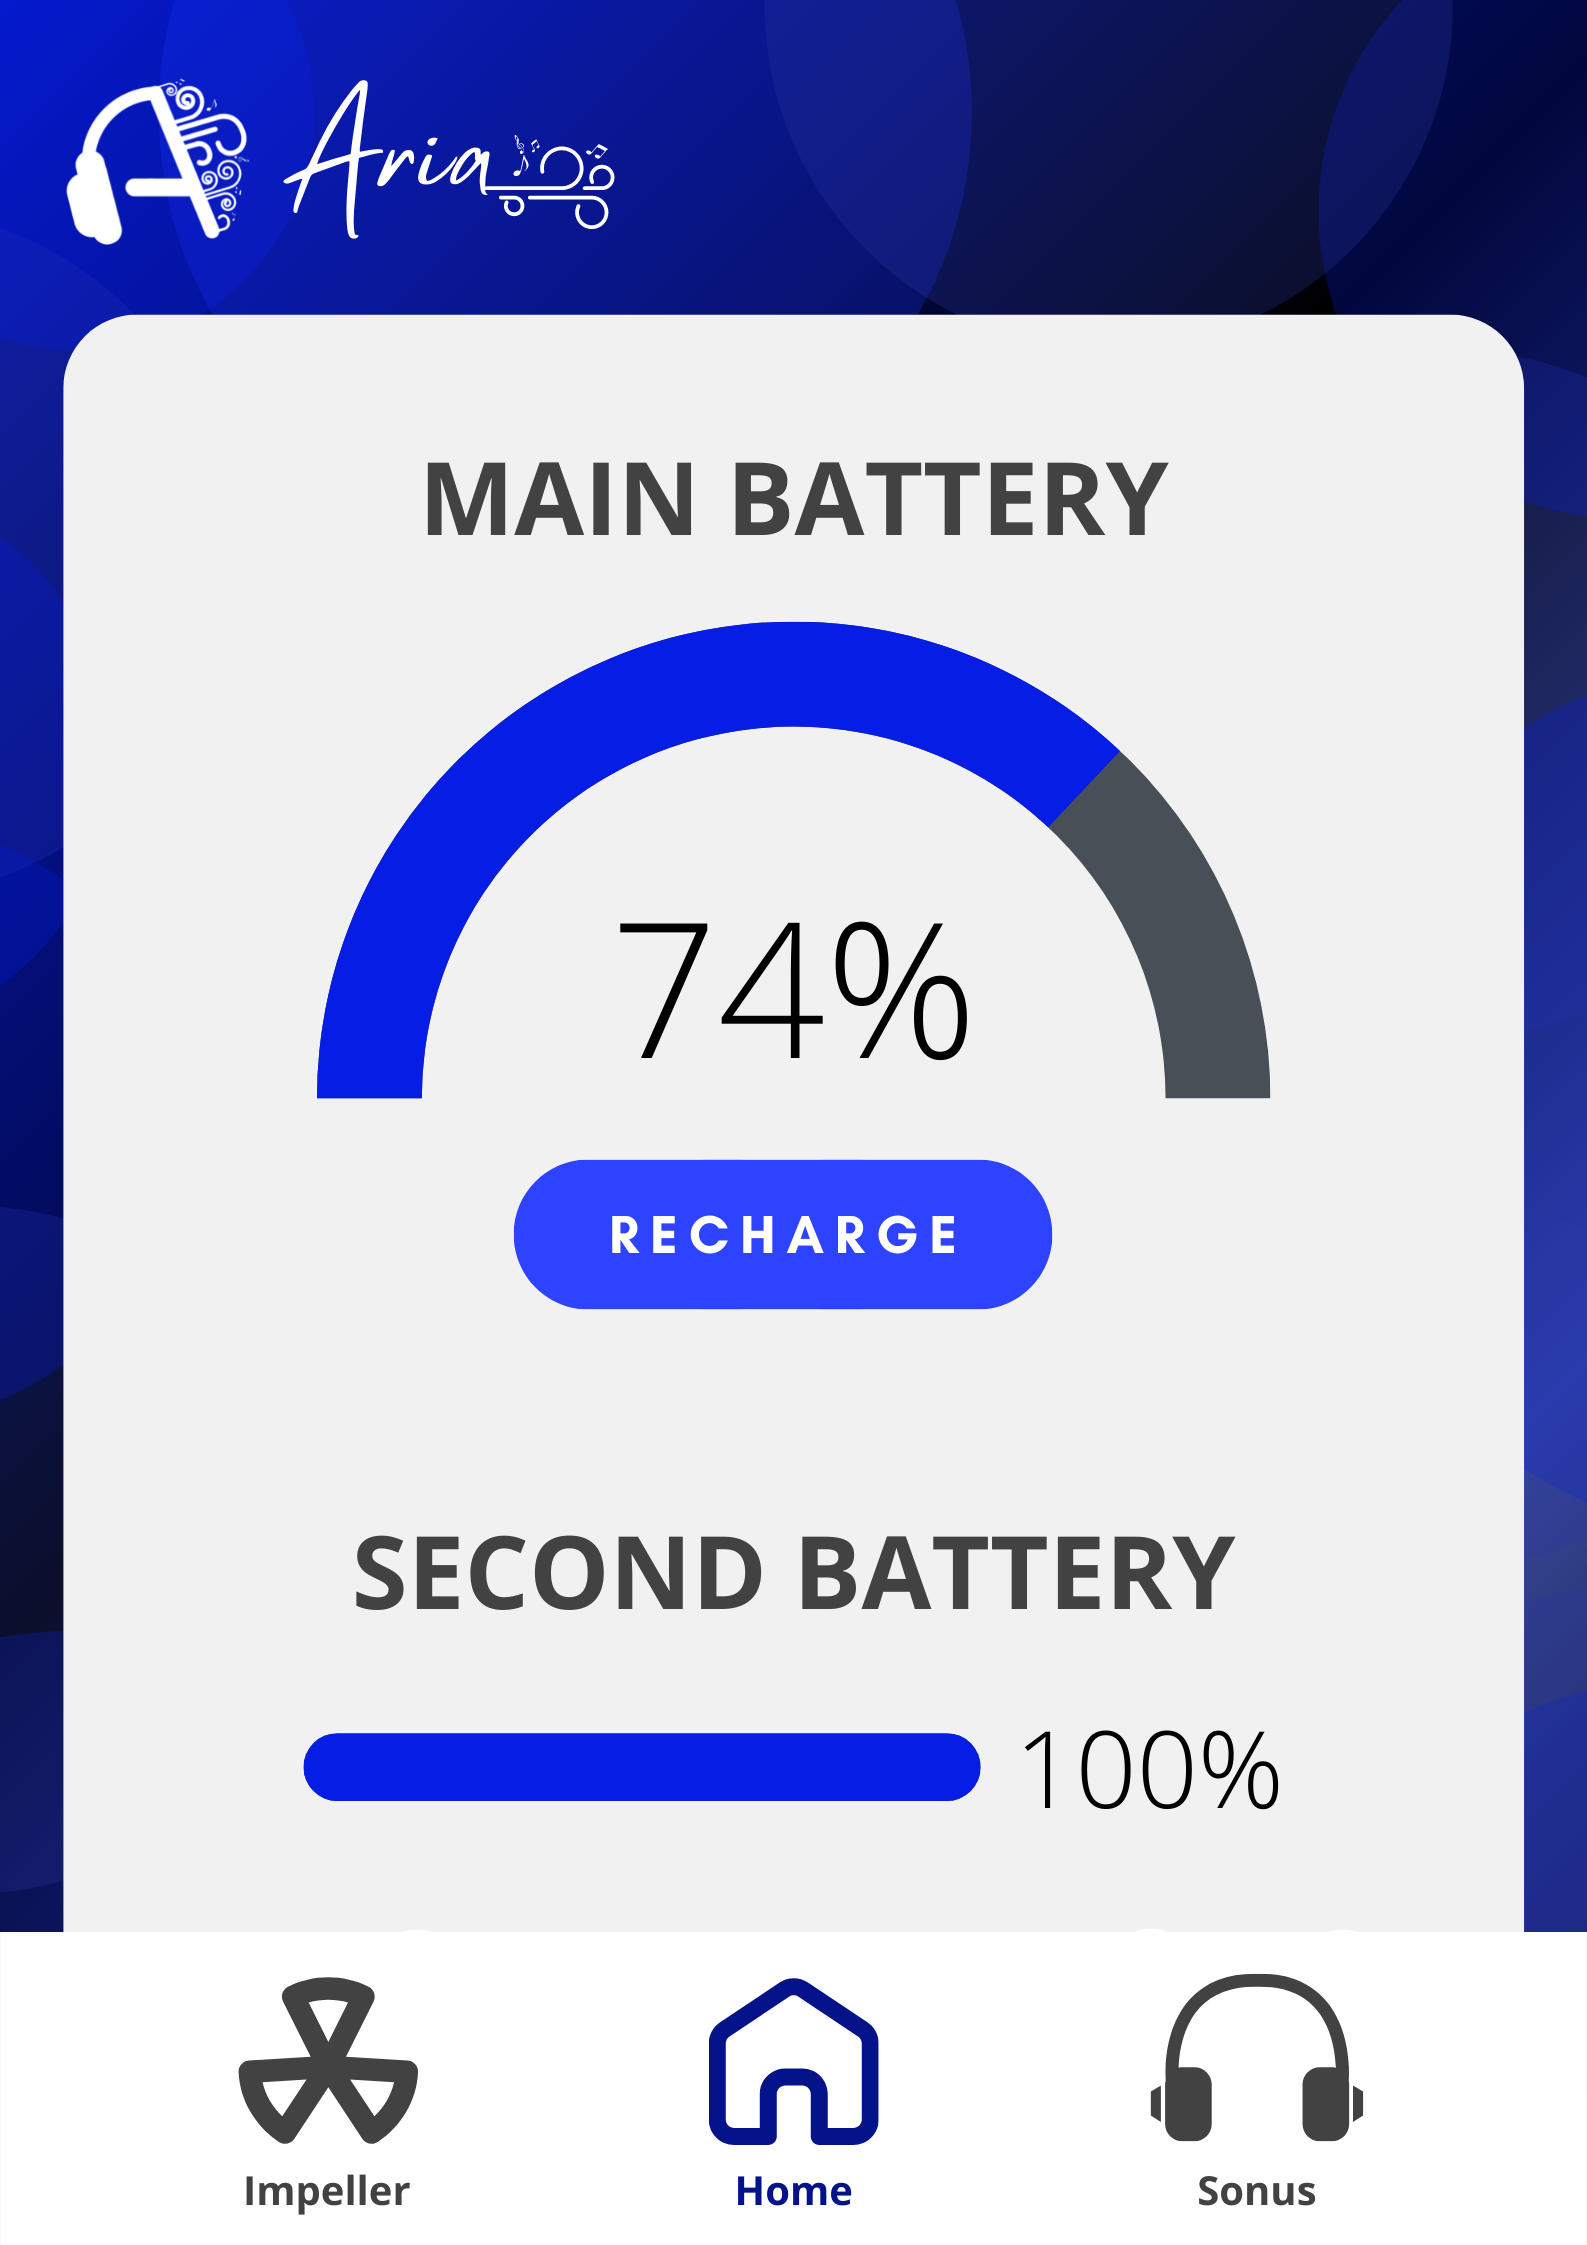 Aria
MAIN BATTERY
74%
RECHARGE
SECOND BATTERY
100%
Impeller
Home
Sonus